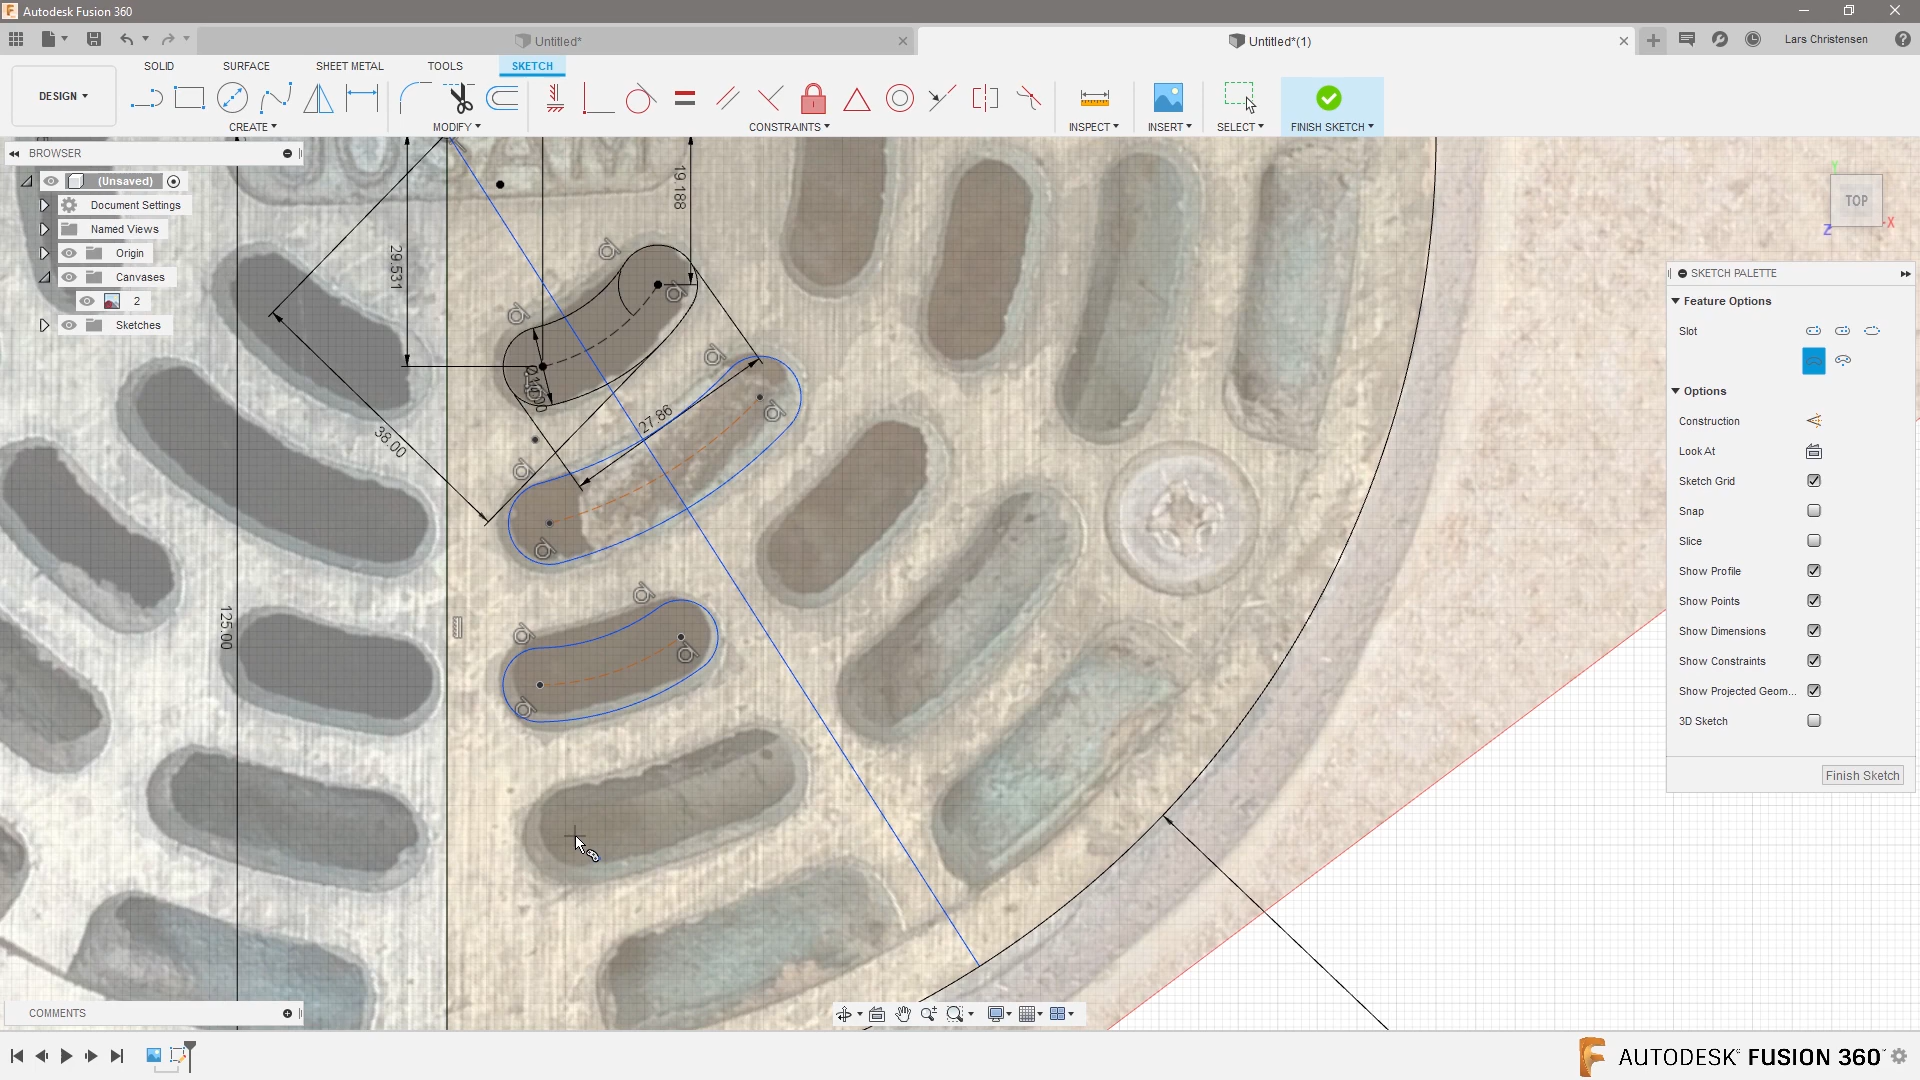 Autodesk Fusion 360
Untitled*
Untitled*(1)
Lars Christensen
DESIGN
SOLID SURFACE SHEET METAL TOOLS SKETCH
CREATE MODIFY CONSTRAINTS INSPECT INSERT SELECT FINISH SKETCH
BROWSER
(Unsaved)
Document Settings
Named Views
Origin
Canvases
2
Sketches
19.188
29.531
27.86
38.00
125.00
TOP
Y
X
Z
SKETCH PALETTE
Feature Options
Slot
Options
Construction
Look At
Sketch Grid
Snap
Slice
Show Profile
Show Points
Show Dimensions
Show Constraints
Show Projected Geom...
3D Sketch
Finish Sketch
COMMENTS
AUTODESK FUSION 360